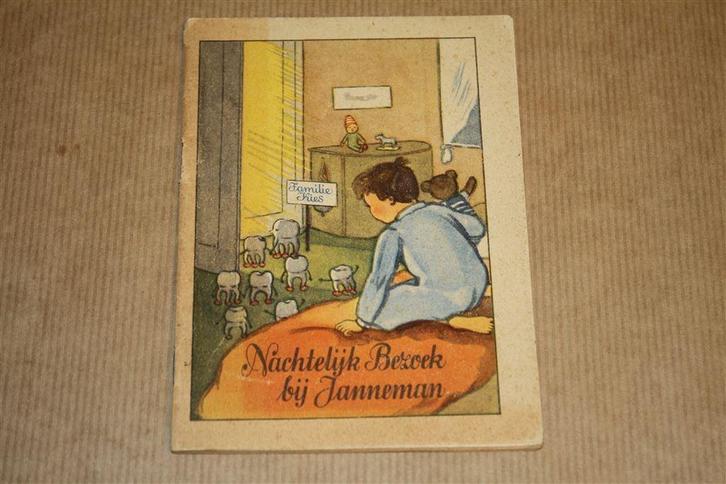 Familie
Kies
Nachtelijk Bezoek
bij Janneman